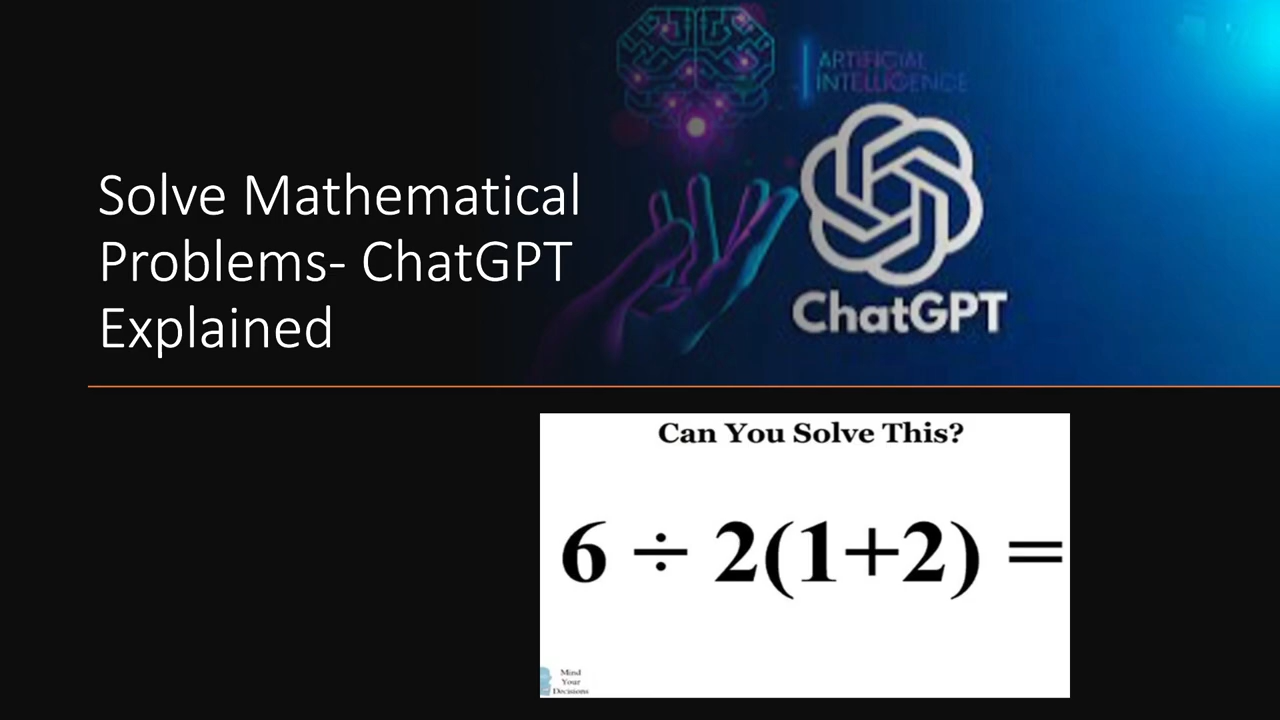 ARTIFICIAL
INTELLIGENCE
Solve Mathematical
Problems- ChatGPT
Explained
ChatGPT
Can You Solve This?
6 ÷ 2(1+2) =
Mind
Your
Decisions